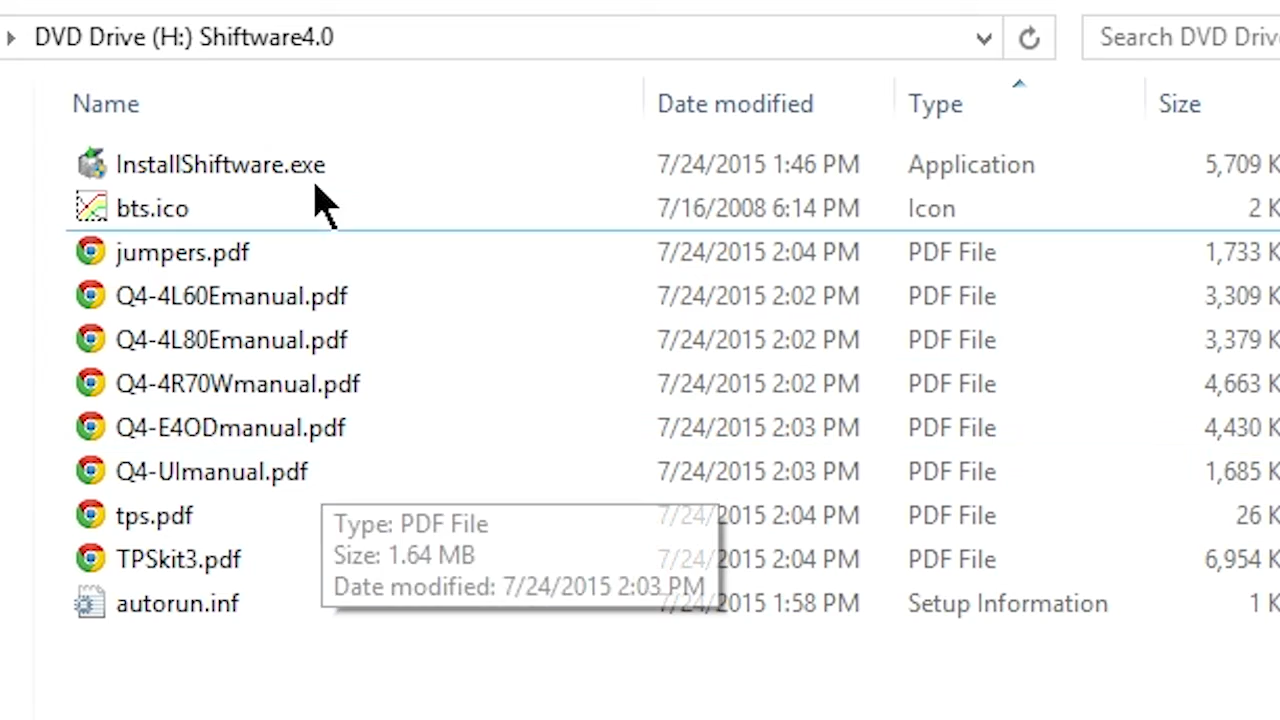 DVD Drive (H:) Shiftware4.0
Search DVD
Name Date modified Type Size
InstallShiftware.exe 7/24/2015 1:46 PM Application 5,709 K
bts.ico 7/16/2008 6:14 PM Icon 2 K
jumpers.pdf 7/24/2015 2:04 PM PDF File 1,733 K
Q4-4L60Emanual.pdf 7/24/2015 2:02 PM PDF File 3,309 K
Q4-4L80Emanual.pdf 7/24/2015 2:02 PM PDF File 3,379 K
Q4-4R70Wmanual.pdf 7/24/2015 2:02 PM PDF File 4,663 K
Q4-E4ODmanual.pdf 7/24/2015 2:03 PM PDF File 4,430 K
Q4-UImanual.pdf 7/24/2015 2:03 PM PDF File 1,685 K
tps.pdf 7/24/2015 2:04 PM PDF File 26 K
TPSkit3.pdf 7/24/2015 2:04 PM PDF File 6,954 K
autorun.inf 7/24/2015 1:58 PM Setup Information 1 K
Type: PDF File
Size: 1.64 MB
Date modified: 7/24/2015 2:03 PM